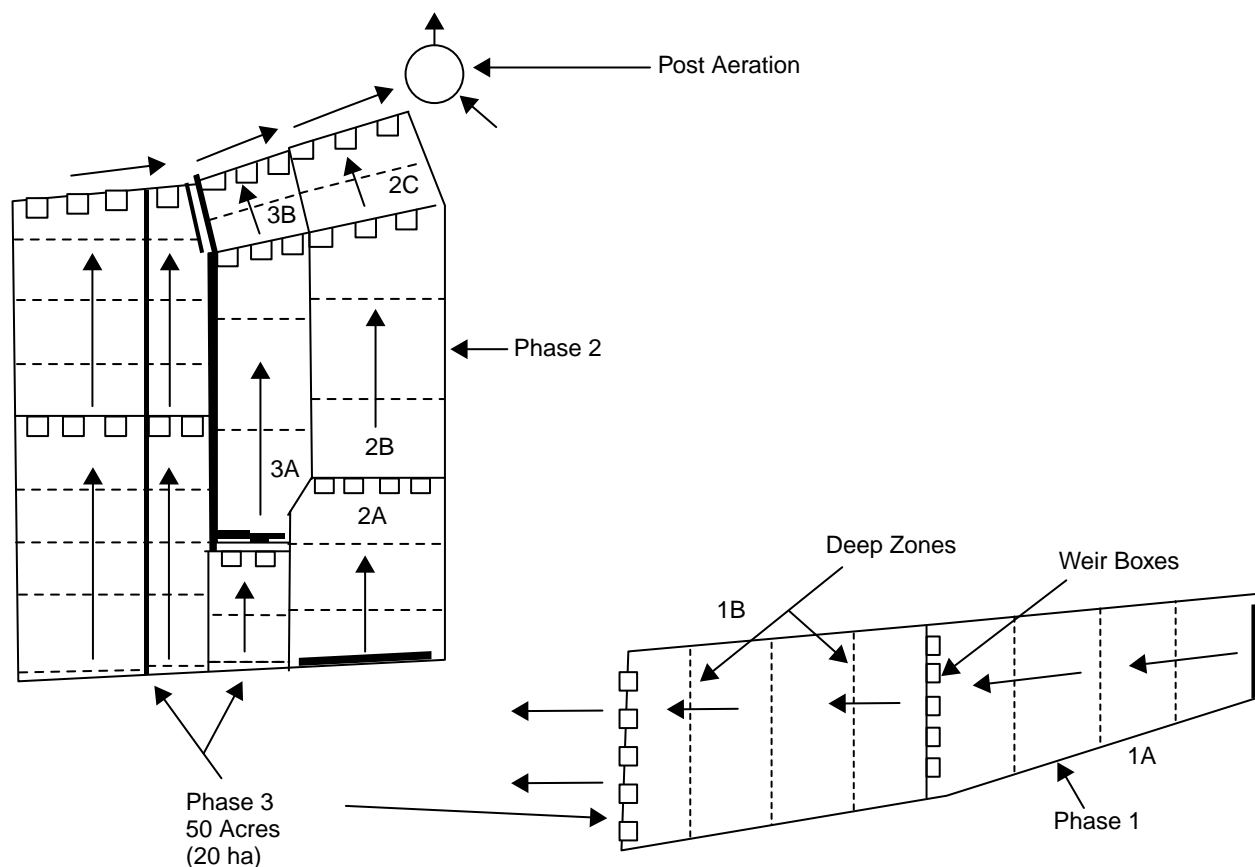 Post Aeration
2C
3B
Phase 2
2B
3A
2A
Deep Zones
Weir Boxes
1B
1A
Phase 3
50 Acres
(20 ha)
Phase 1